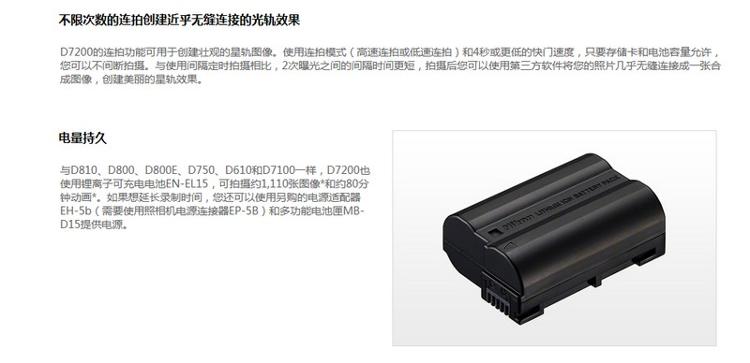 不限次数的连拍创建近乎无缝连接的光轨效果
D7200的连拍功能可用于创建壮观的星轨图像。使用连拍模式（高速连拍或低速连拍）和4秒或更低的快门速度，只要存储卡和电池容量允许，
您可以不间断拍摄。与使用间隔定时拍摄相比，2次曝光之间的间隔时间更短，拍摄后您可以使用第三方软件将您的照片几乎无缝连接成一张合
成图像，创建美丽的星轨效果。
电量持久
与D810、D800、D800E、D750、D610和D7100一样，D7200也
使用锂离子可充电电池EN-EL15，可拍摄约1,110张图像*和约80分
钟动画*。如果想延长录制时间，您还可以使用另购的电源适配器
EH-5b（需要使用照相机电源连接器EP-5B）和多功能电池匣MB-
D15提供电源。
Nikon LITHIUM ION BATTERY PACK